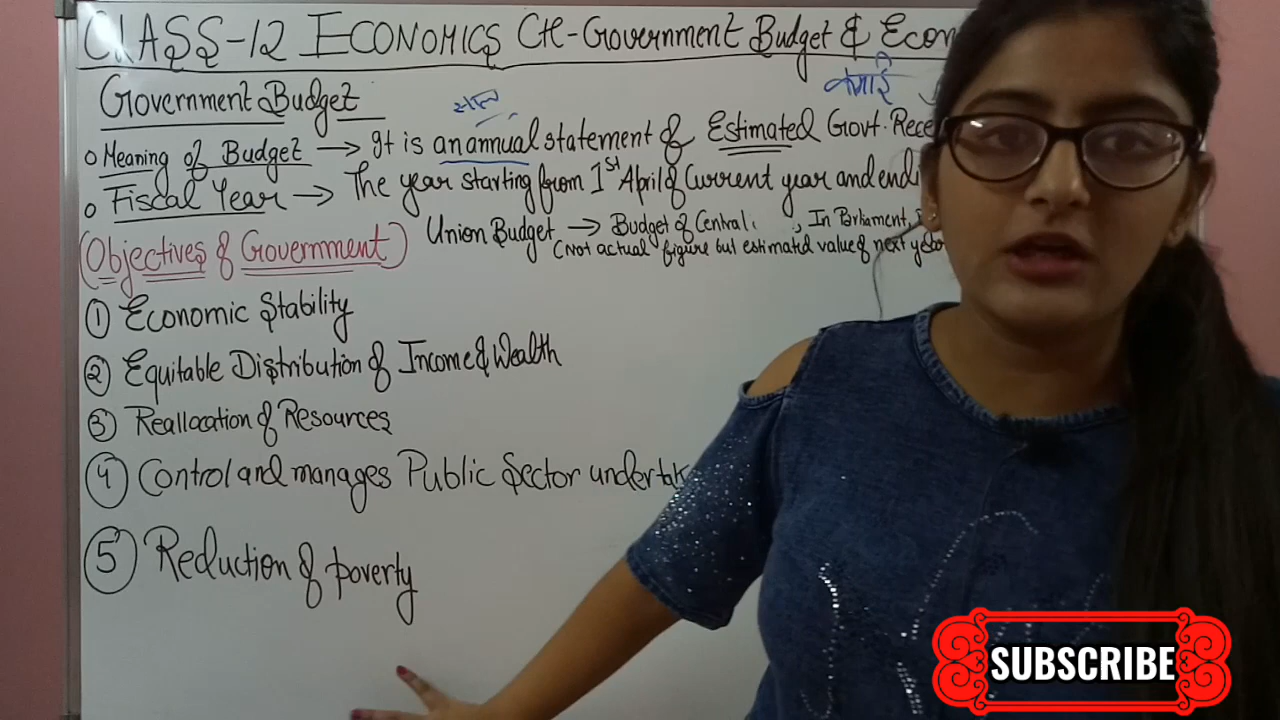 CLASS-12 ECONOMICS CH-Government Budget & Econ
Government Budget
साल
कमाई
Meaning of Budget → It is an annual statement of Estimated Govt. Rece
Fiscal Year → The year starting from 1st April of Current year and endi
Union Budget → Budget of Central. , In Parliament,
(Not actual figure but estimated value of next year
(Objectives of Government)
① Economic Stability
② Equitable Distribution of Income & Wealth
③ Reallocation of Resources
④ Control and manages Public Sector undertak
⑤ Reduction of poverty
SUBSCRIBE